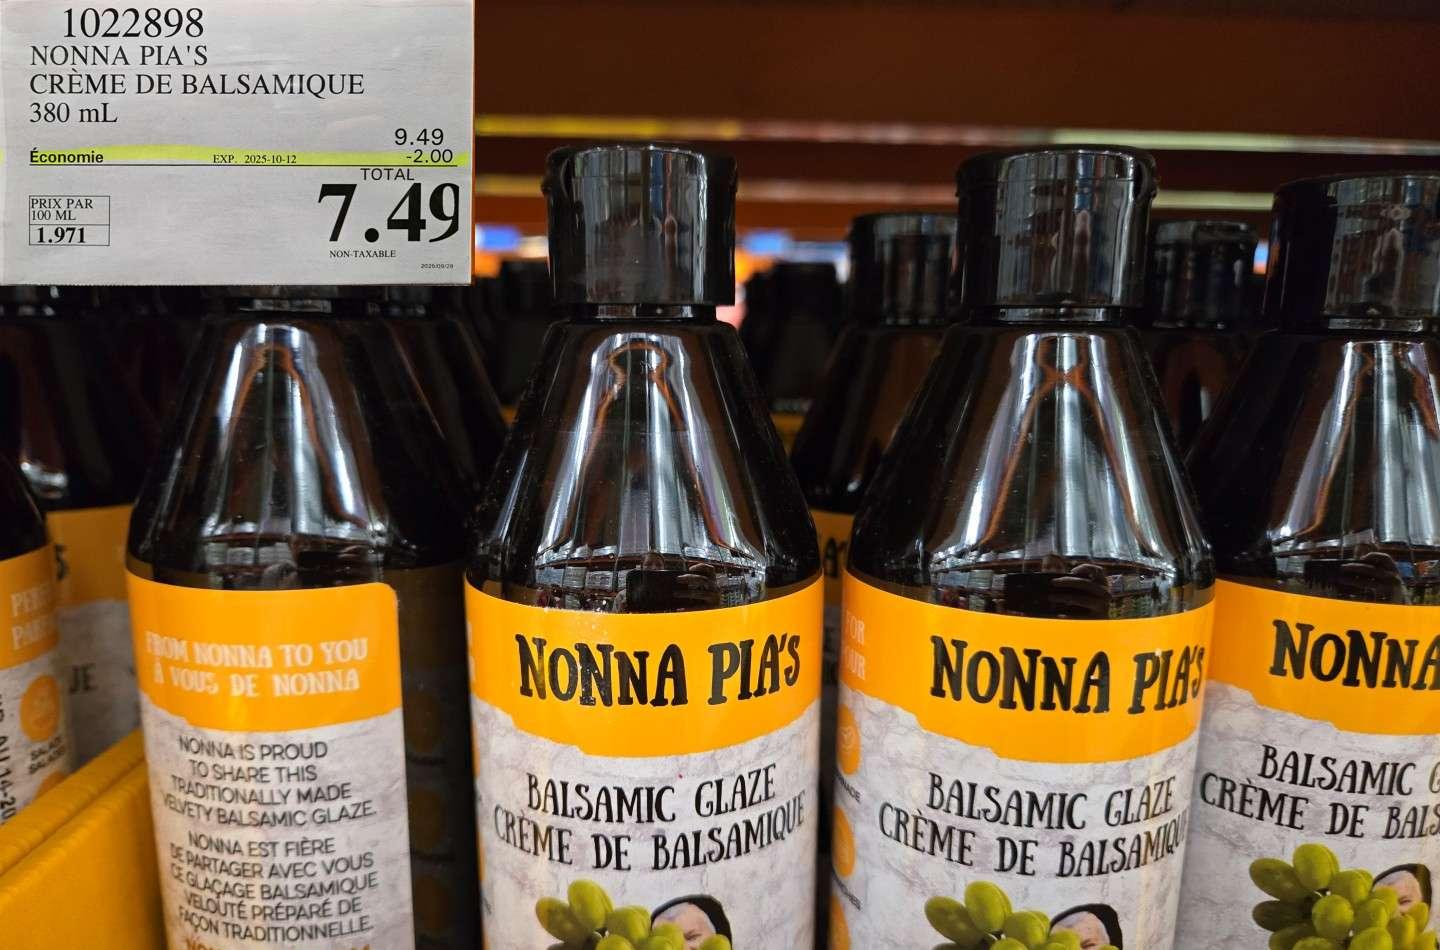 1022898
NONNA PIA'S
CRÈME DE BALSAMIQUE
380 mL
9.49
Économie EXP. 2025-10-12 -2.00
TOTAL
7.49
PRIX PAR
100 ML
1.971
NON-TAXABLE
FROM NONNA TO YOU
À VOUS DE NONNA
NONNA IS PROUD
TO SHARE THIS
TRADITIONALLY MADE
VELVETY BALSAMIC GLAZE.
NONNA EST FIÈRE
DE PARTAGER AVEC VOUS
CE GLAÇAGE BALSAMIQUE
VELOUTÉ PRÉPARÉ DE
FAÇON TRADITIONNELLE.
NONNA PIA'S
BALSAMIC GLAZE
CRÈME DE BALSAMIQUE
FOR
NONNA PIA'S
BALSAMIC GLAZE
CRÈME DE BALSAMIQUE
NONNA
BALSAMIC G
CRÈME DE BALS